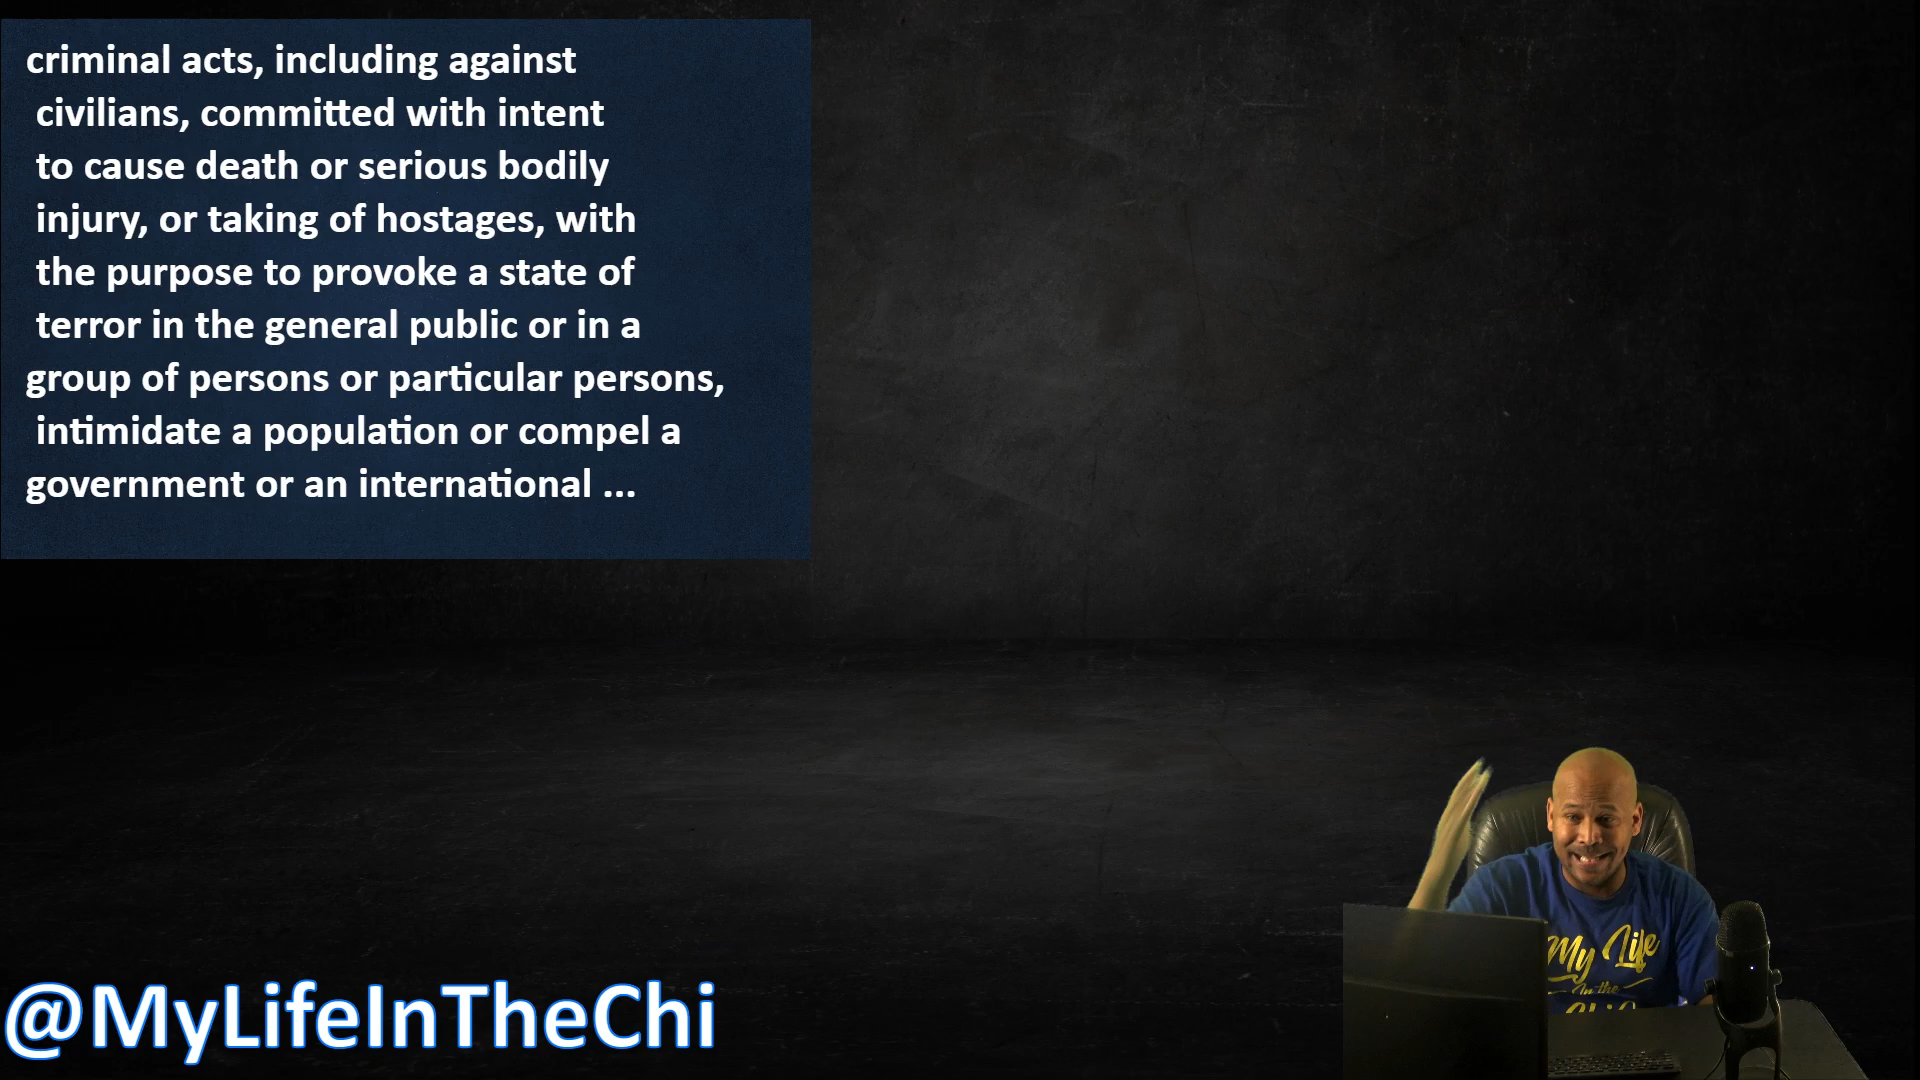 criminal acts, including against
civilians, committed with intent
to cause death or serious bodily
injury, or taking of hostages, with
the purpose to provoke a state of
terror in the general public or in a
group of persons or particular persons,
intimidate a population or compel a
government or an international ...
@MyLifeInTheChi
My Life
In the